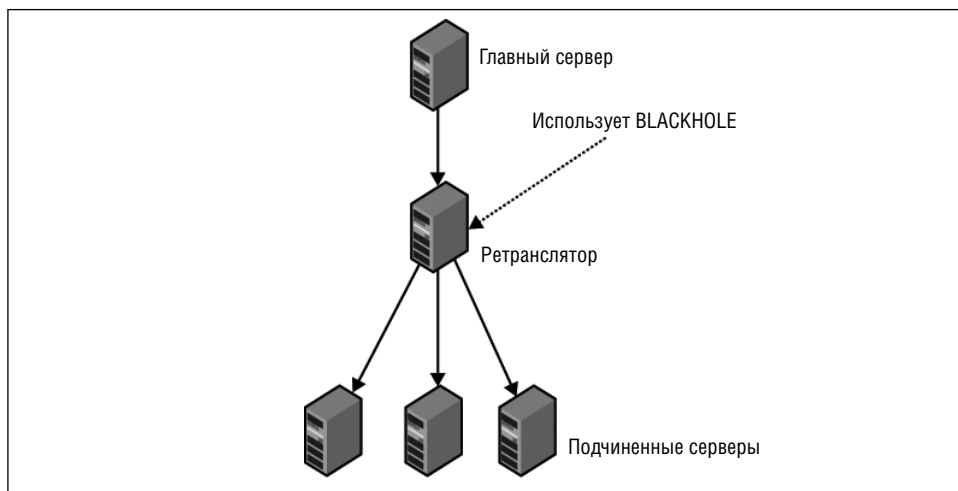 Главный сервер
Использует BLACKHOLE
Ретранслятор
Подчиненные серверы